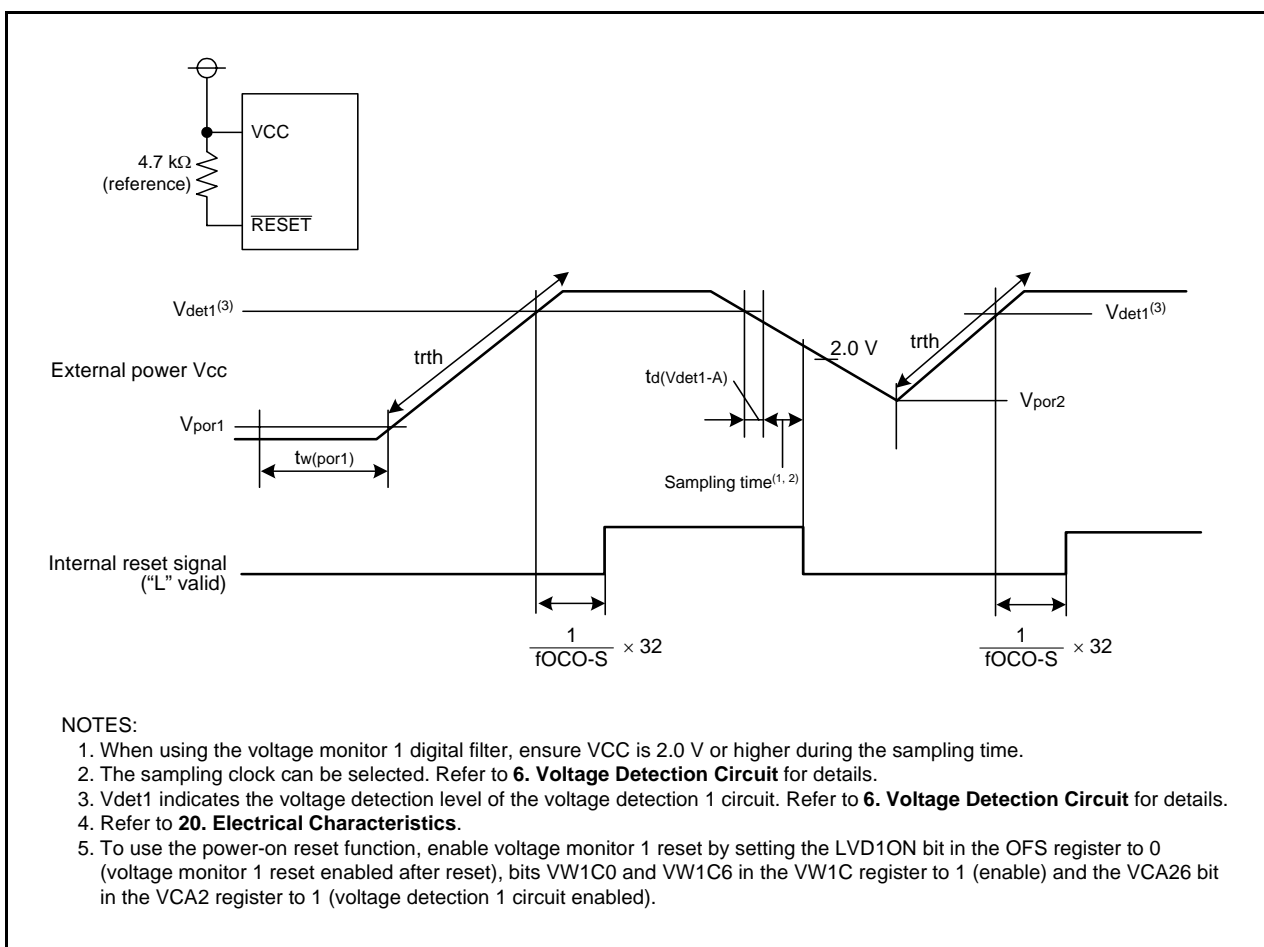 VCC
4.7 kΩ
(reference)
RESET
Vdet1(3)
Vdet1(3)
2.0 V
trth
trth
External power Vcc
td(Vdet1-A)
Vpor1
Vpor2
tw(por1)
Sampling time(1, 2)
Internal reset signal
(“L” valid)
1
fOCO-S
× 32
1
fOCO-S
× 32
NOTES:
1. When using the voltage monitor 1 digital filter, ensure VCC is 2.0 V or higher during the sampling time.
2. The sampling clock can be selected. Refer to 6. Voltage Detection Circuit for details.
3. Vdet1 indicates the voltage detection level of the voltage detection 1 circuit. Refer to 6. Voltage Detection Circuit for details.
4. Refer to 20. Electrical Characteristics.
5. To use the power-on reset function, enable voltage monitor 1 reset by setting the LVD1ON bit in the OFS register to 0
(voltage monitor 1 reset enabled after reset), bits VW1C0 and VW1C6 in the VW1C register to 1 (enable) and the VCA26 bit
in the VCA2 register to 1 (voltage detection 1 circuit enabled).